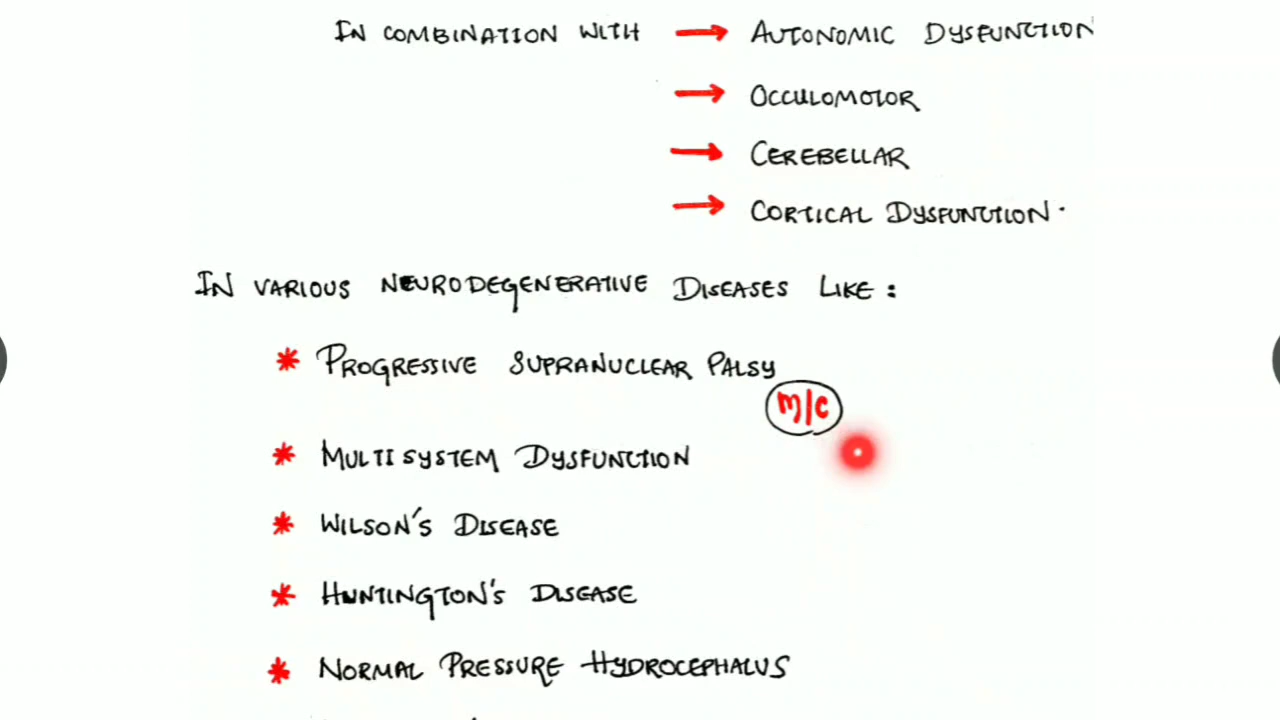 IN COMBINATION WITH → AUTONOMIC DYSFUNCTION
→ OCCULOMOTOR
→ CEREBELLAR
→ CORTICAL DYSFUNCTION.
IN VARIOUS NEURODEGENERATIVE DISEASES LIKE :
* PROGRESSIVE SUPRANUCLEAR PALSY
M/C
* MULTISYSTEM DYSFUNCTION
* WILSON'S DISEASE
* HUNTINGTON'S DISEASE
* NORMAL PRESSURE HYDROCEPHALUS